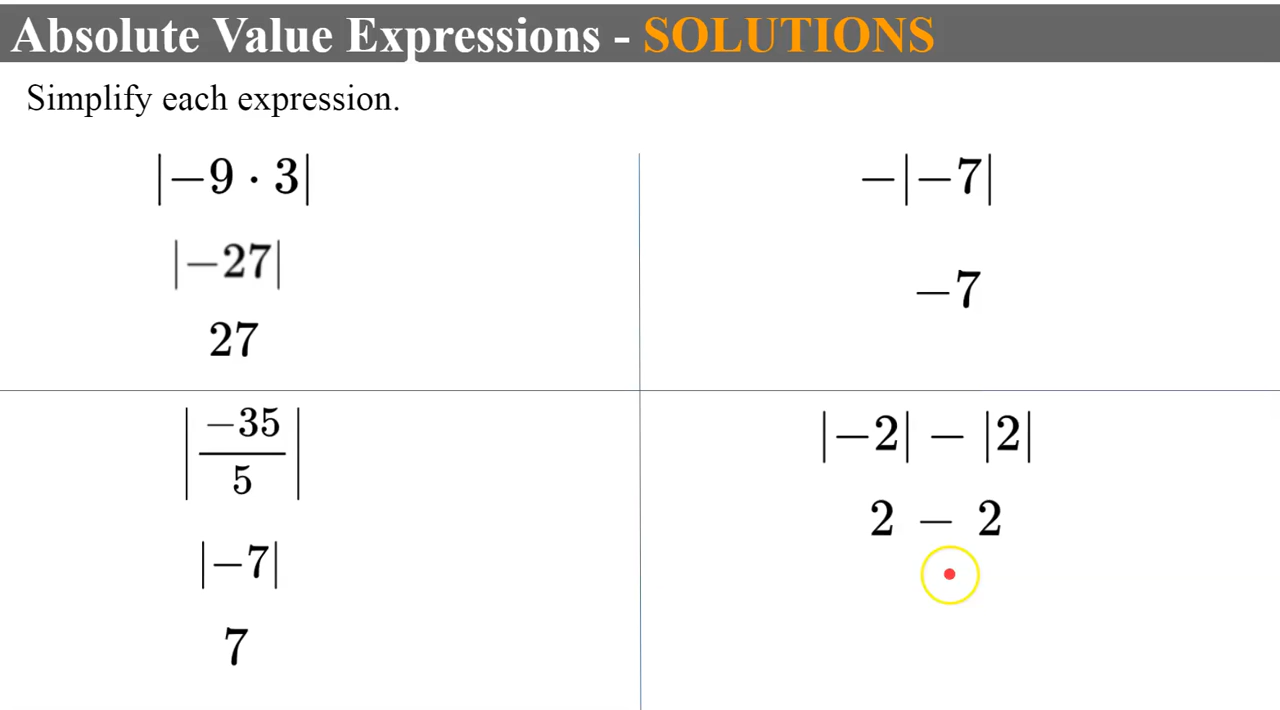 Absolute Value Expressions - SOLUTIONS
Simplify each expression.
|−9 · 3|
|−27|
27
−|−7|
−7
|−35/5|
|−7|
7
|−2| − |2|
2 − 2